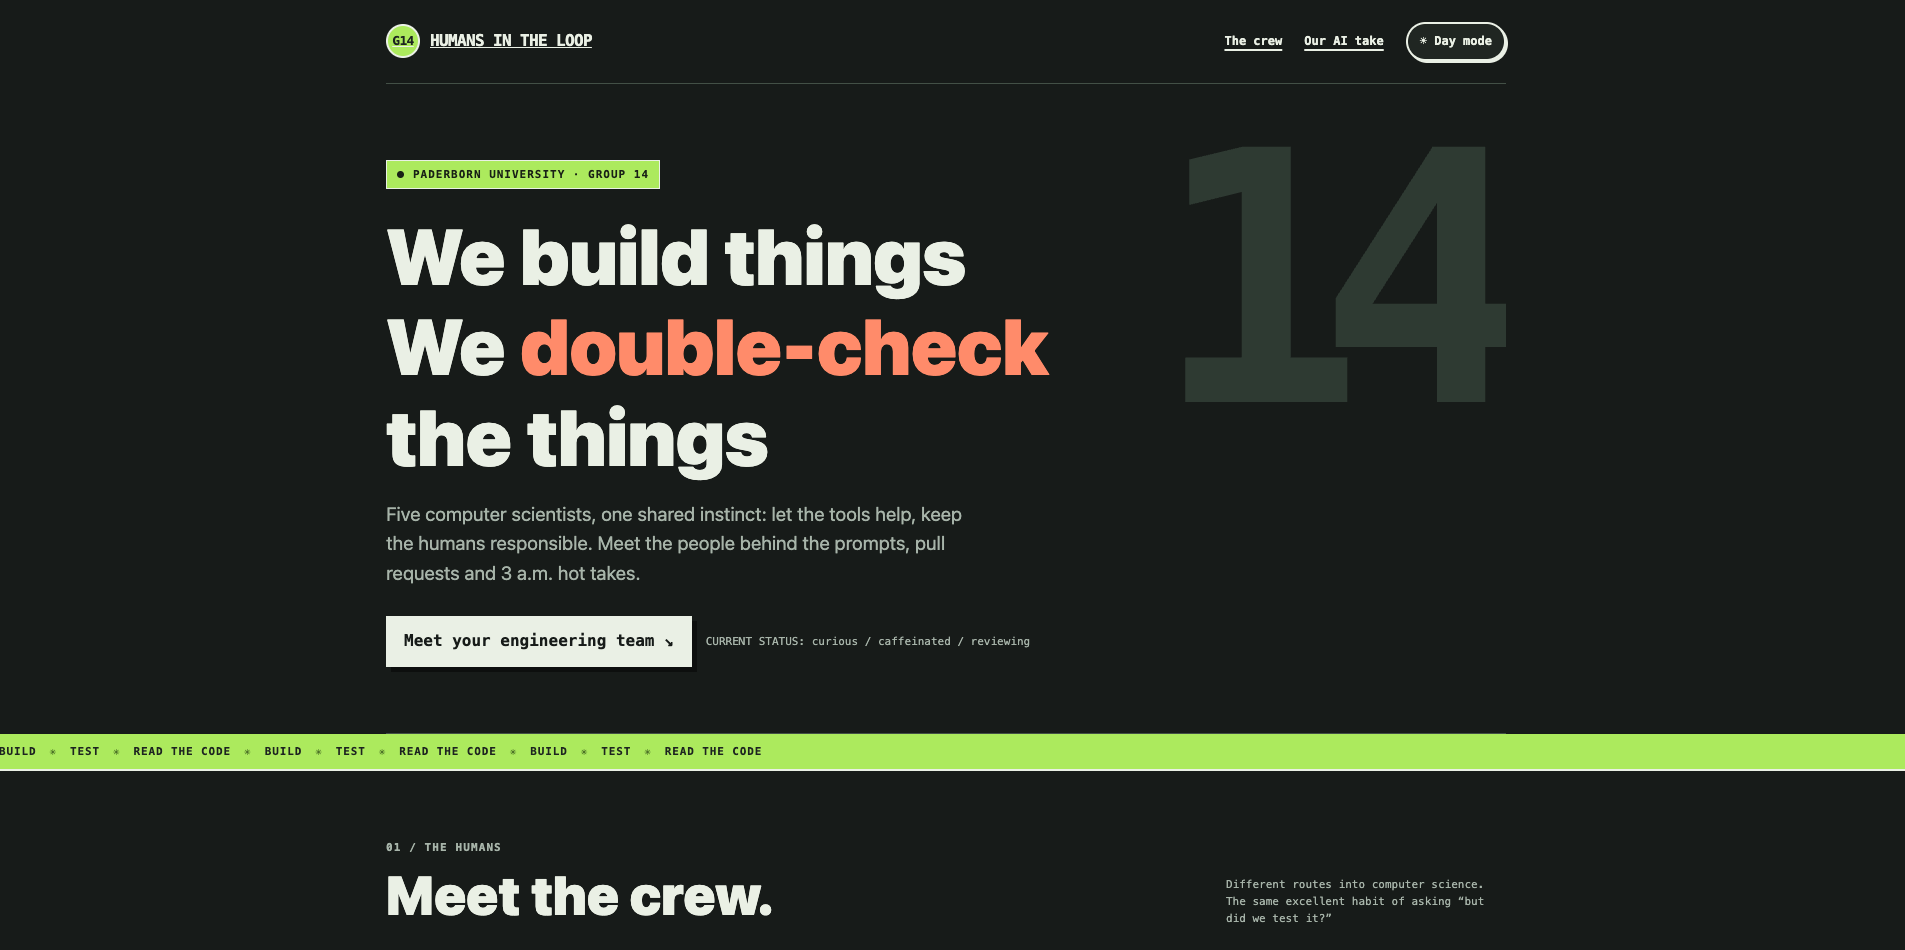 G14 HUMANS IN THE LOOP
The crew Our AI take ☀ Day mode
PADERBORN UNIVERSITY · GROUP 14
14
We build things
We double-check
the things
Five computer scientists, one shared instinct: let the tools help, keep
the humans responsible. Meet the people behind the prompts, pull
requests and 3 a.m. hot takes.
Meet your engineering team ↘
CURRENT STATUS: curious / caffeinated / reviewing
BUILD ✳ TEST ✳ READ THE CODE ✳ BUILD ✳ TEST ✳ READ THE CODE ✳ BUILD ✳ TEST ✳ READ THE CODE
01 / THE HUMANS
Meet the crew.
Different routes into computer science.
The same excellent habit of asking “but
did we test it?”